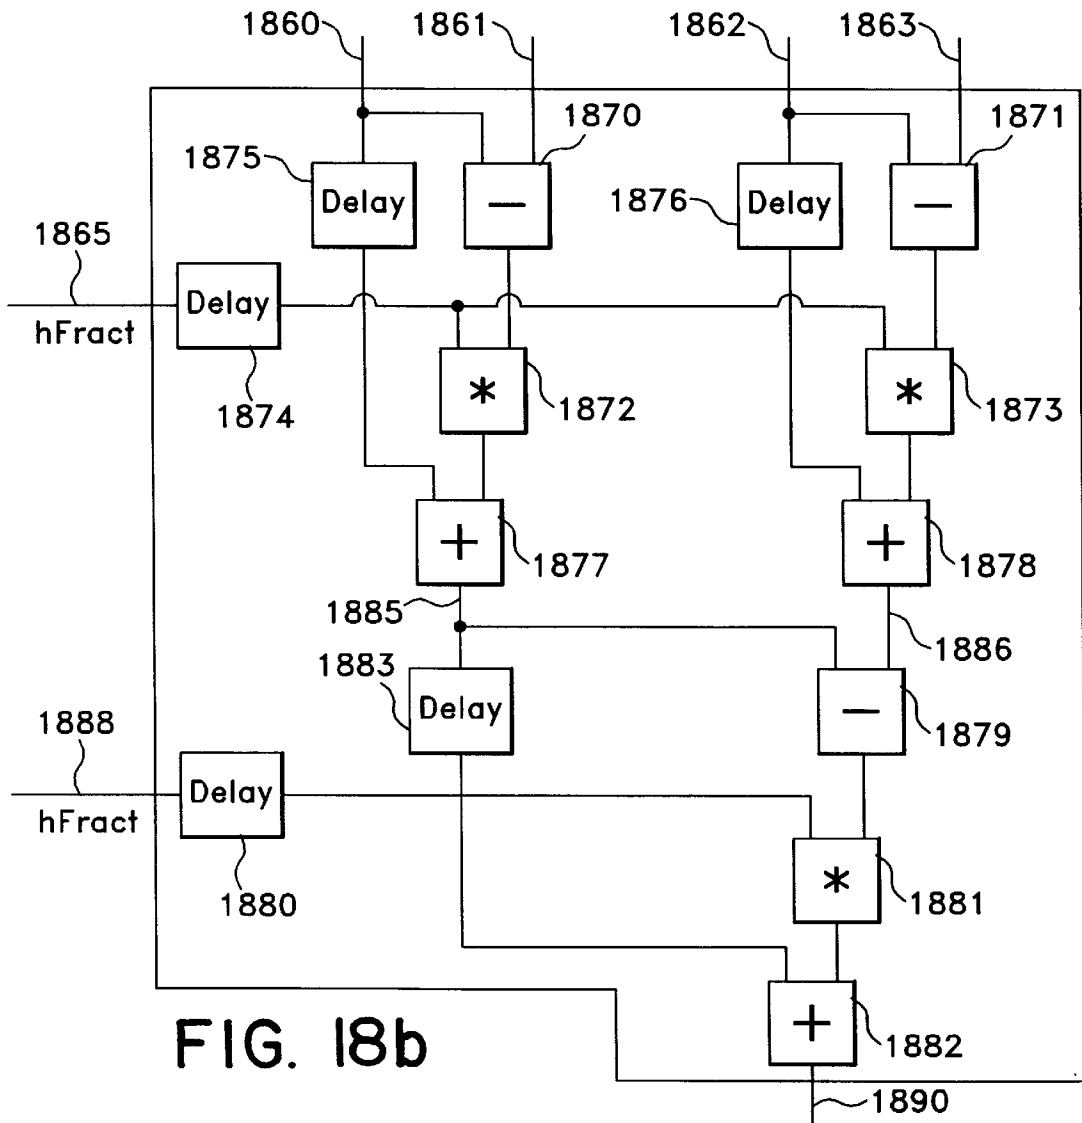 1860 1861 1862 1863
1870 1871
1875 Delay − 1876 Delay −
1865
hFract Delay
1874
* 1872 * 1873
+ 1877 + 1878
1885 1886
1883 Delay − 1879
1888
hFract Delay
1880
* 1881
+ 1882
FIG. 18b
1890